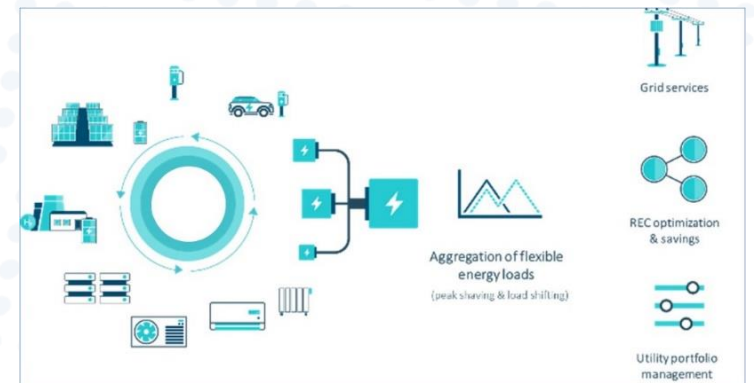 Grid services
REC optimization
& savings
Aggregation of flexible
energy loads
(peak shaving & load shifting)
Utility portfolio
management